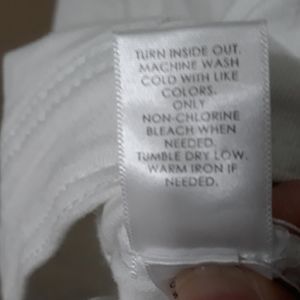 TURN INSIDE OUT.
MACHINE WASH
COLD WITH LIKE
COLORS.
ONLY
NON-CHLORINE
BLEACH WHEN
NEEDED.
TUMBLE DRY LOW.
WARM IRON IF
NEEDED.